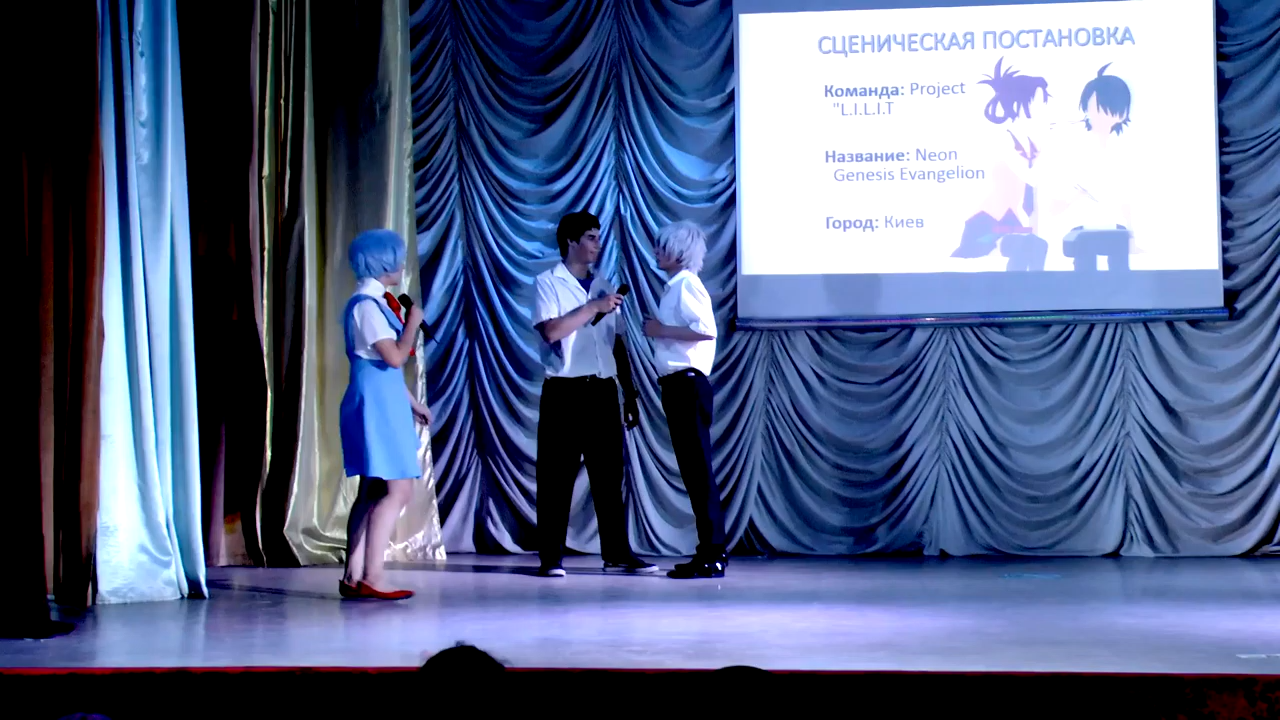 СЦЕНИЧЕСКАЯ ПОСТАНОВКА
Команда: Project
"L.I.L.I.T
Название: Neon
Genesis Evangelion
Город: Киев